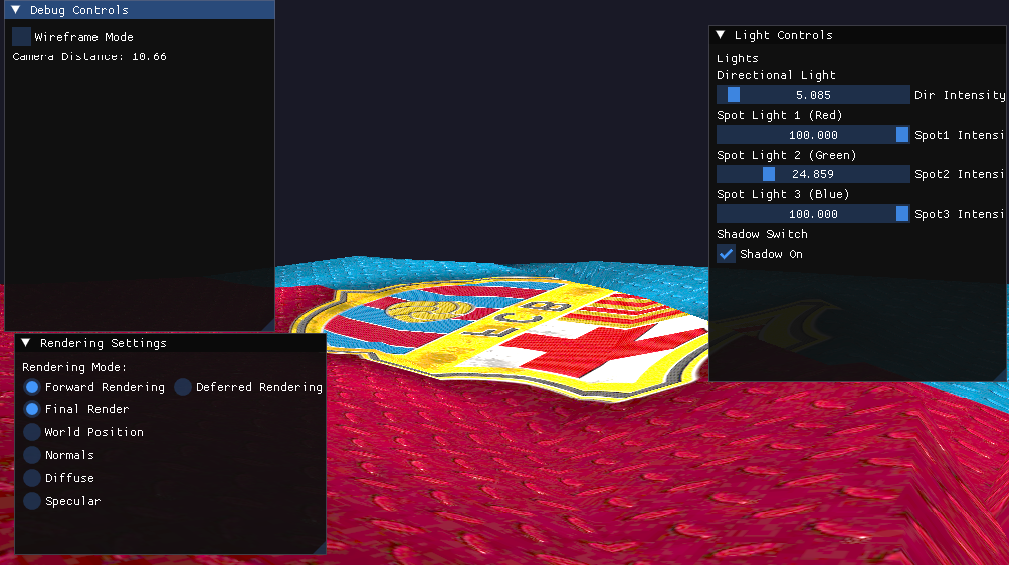 Debug Controls
Wireframe Mode
Camera Distance: 10.66
Light Controls
Lights
Directional Light
5.085 Dir Intensity
Spot Light 1 (Red)
100.000 Spot1 Intensi
Spot Light 2 (Green)
24.859 Spot2 Intensi
Spot Light 3 (Blue)
100.000 Spot3 Intensi
Shadow Switch
Shadow On
FCB
Rendering Settings
Rendering Mode:
Forward Rendering Deferred Rendering
Final Render
World Position
Normals
Diffuse
Specular